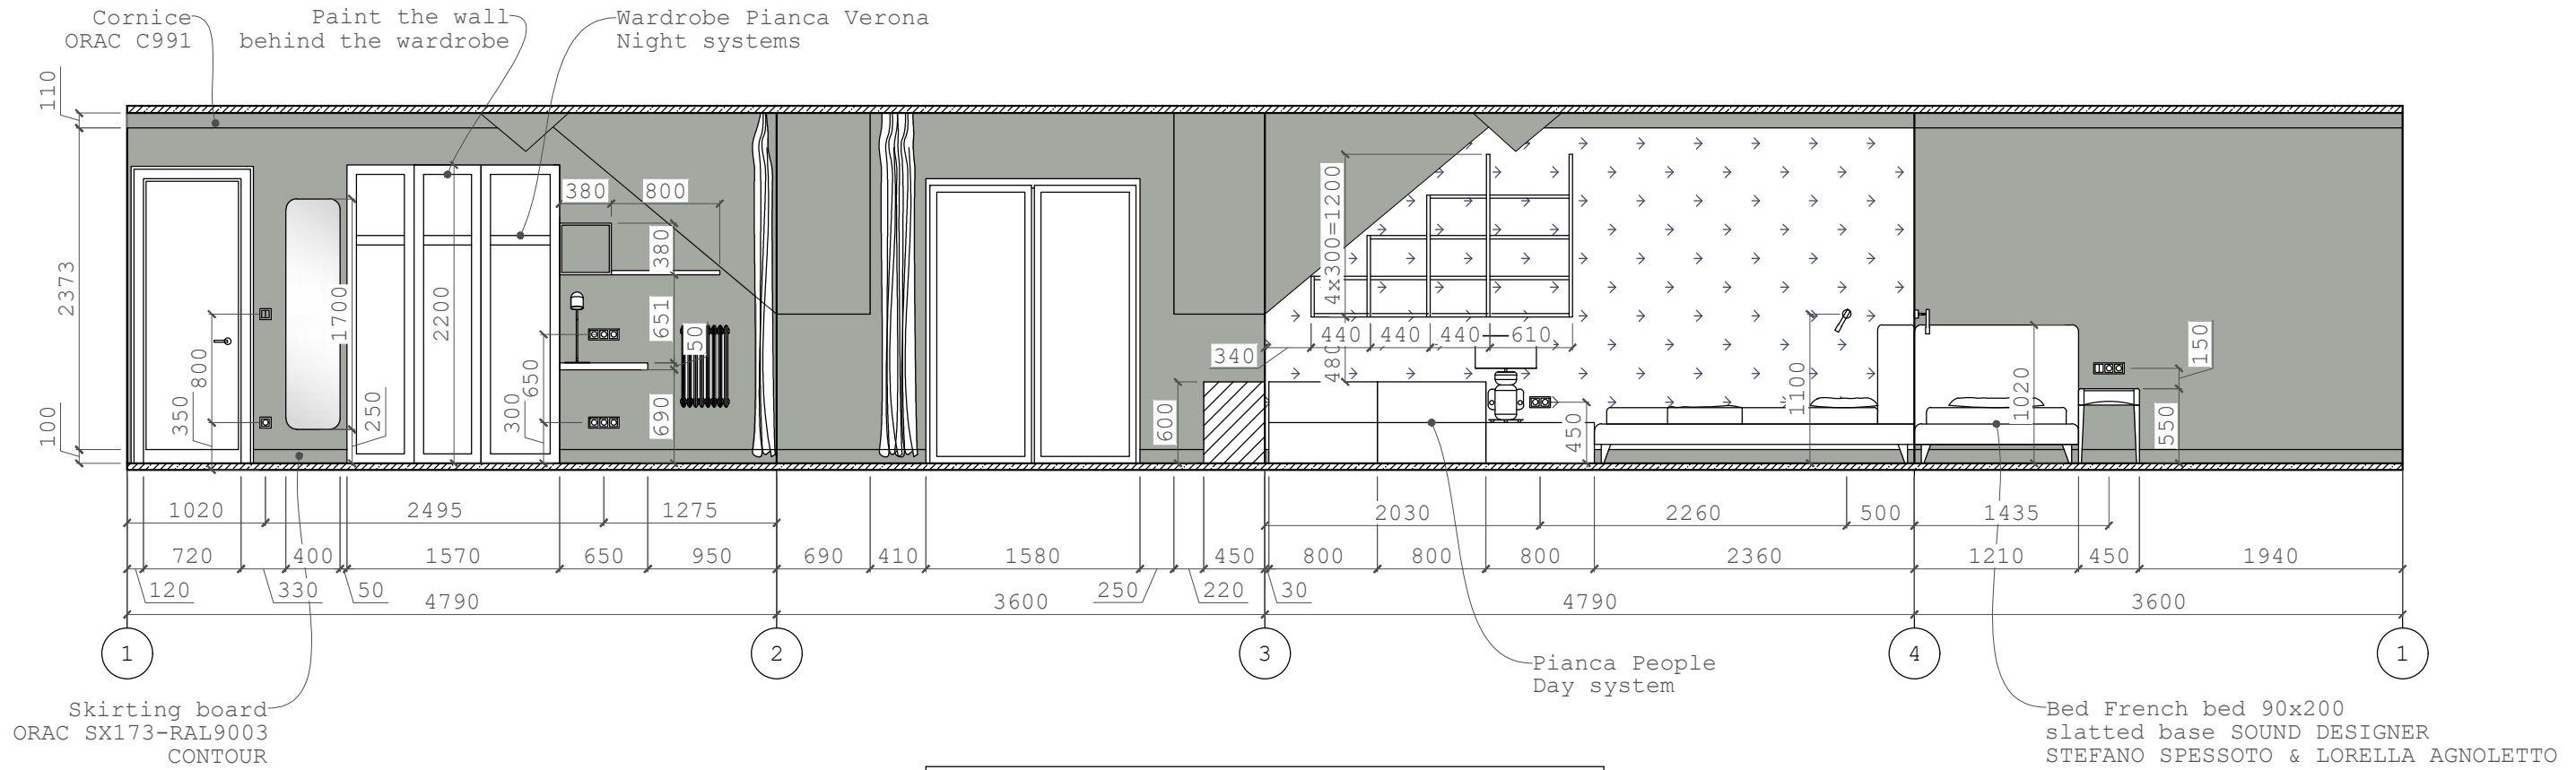 Cornice
ORAC C991
Paint the wall
behind the wardrobe
Wardrobe Pianca Verona
Night systems
110
2373
100
380 800
380
4x300=1200
1700
2200
651
50
800
350
250
650
300
690
340
440 440 440 610
480
600
450
1100
1020
150
550
1020 2495 1275 2030 2260 500 1435
720 400 1570 650 950 690 410 1580 450 800 800 800 2360 1210 450 1940
120 330 50 250 220 30
4790 3600 4790 3600
1 2 3 4 1
Skirting board
ORAC SX173-RAL9003
CONTOUR
Pianca People
Day system
Bed French bed 90x200
slatted base SOUND DESIGNER
STEFANO SPESSOTO & LORELLA AGNOLETTO